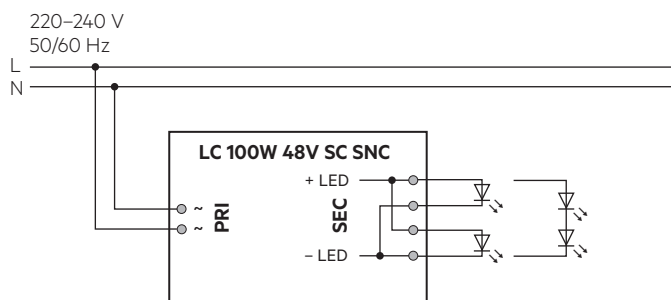 220–240 V
50/60 Hz
L
N
LC 100W 48V SC SNC
+ LED
~
PRI
SEC
~
– LED